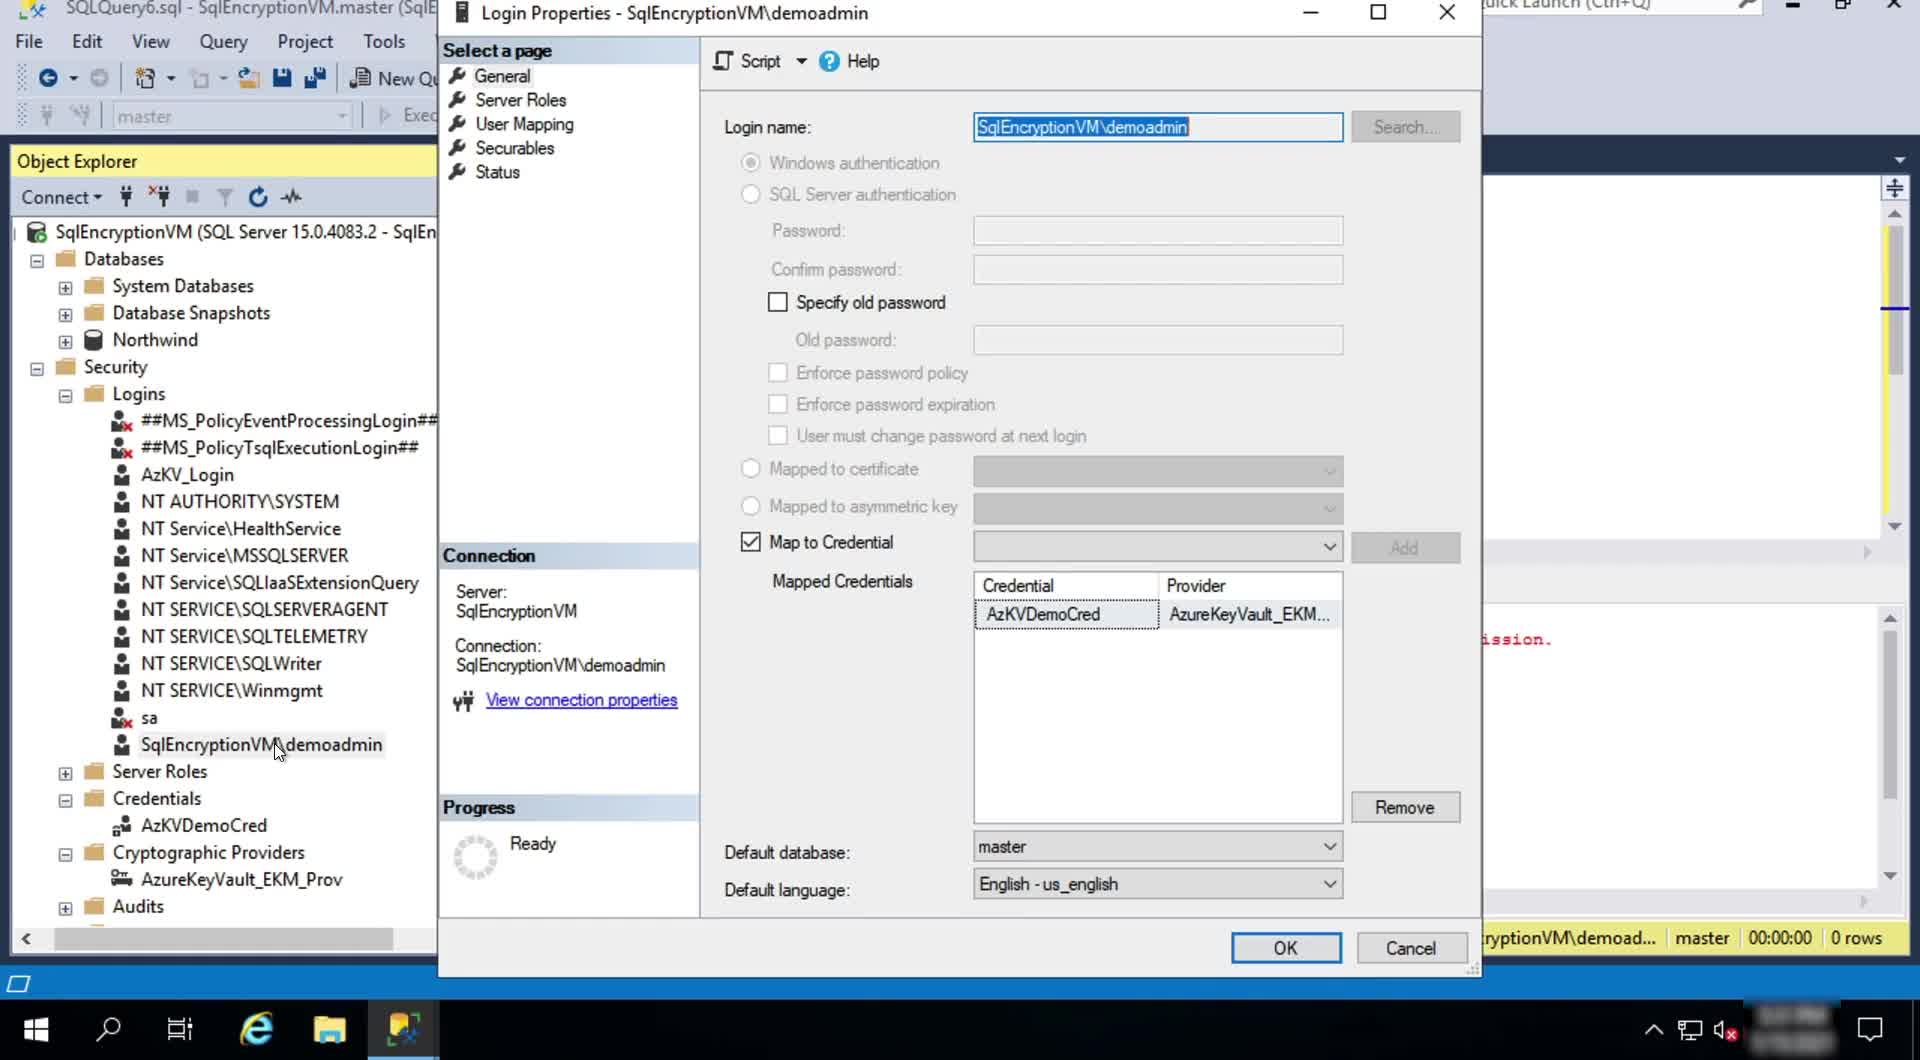 SQLQuery6.sql - SqlEncryptionVM.master (SqlE
File Edit View Query Project Tools
New Qu
master
Exec
Quick Launch (Ctrl+Q)
Object Explorer
Connect
SqlEncryptionVM (SQL Server 15.0.4083.2 - SqlEn
Databases
System Databases
Database Snapshots
Northwind
Security
Logins
##MS_PolicyEventProcessingLogin##
##MS_PolicyTsqlExecutionLogin##
AzKV_Login
NT AUTHORITY\SYSTEM
NT Service\HealthService
NT Service\MSSQLSERVER
NT Service\SQLIaaSExtensionQuery
NT SERVICE\SQLSERVERAGENT
NT SERVICE\SQLTELEMETRY
NT SERVICE\SQLWriter
NT SERVICE\Winmgmt
sa
SqlEncryptionVM\demoadmin
Server Roles
Credentials
AzKVDemoCred
Cryptographic Providers
AzureKeyVault_EKM_Prov
Audits
Login Properties - SqlEncryptionVM\demoadmin
Select a page
General
Server Roles
User Mapping
Securables
Status
Connection
Server:
SqlEncryptionVM
Connection:
SqlEncryptionVM\demoadmin
View connection properties
Progress
Ready
Script Help
Login name: SqlEncryptionVM\demoadmin Search...
Windows authentication
SQL Server authentication
Password:
Confirm password:
Specify old password
Old password:
Enforce password policy
Enforce password expiration
User must change password at next login
Mapped to certificate
Mapped to asymmetric key
Map to Credential Add
Mapped Credentials
Credential Provider
AzKVDemoCred AzureKeyVault_EKM...
Remove
Default database: master
Default language: English - us_english
OK Cancel
ission.
ryptionVM\demoad... master 00:00:00 0 rows